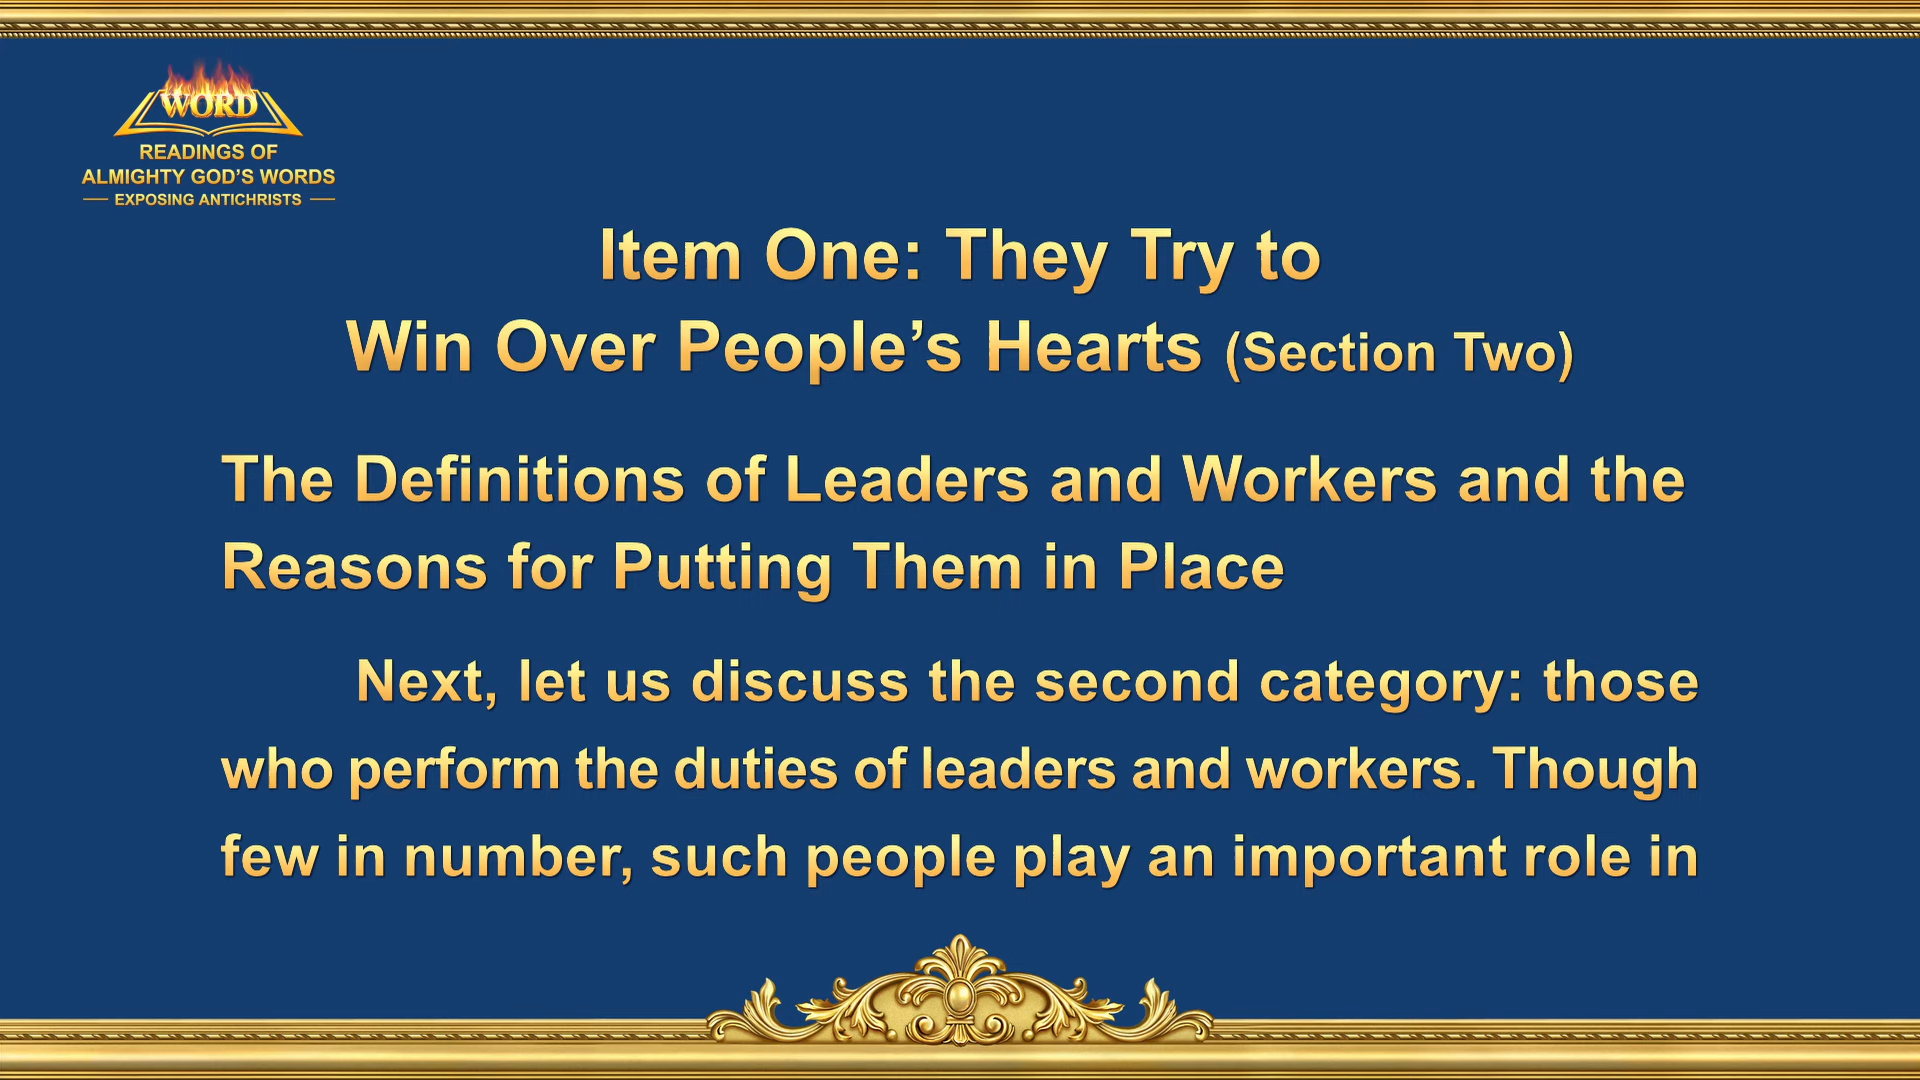 WORD
READINGS OF
ALMIGHTY GOD’S WORDS
EXPOSING ANTICHRISTS
Item One: They Try to
Win Over People’s Hearts (Section Two)
The Definitions of Leaders and Workers and the
Reasons for Putting Them in Place
Next, let us discuss the second category: those
who perform the duties of leaders and workers. Though
few in number, such people play an important role in